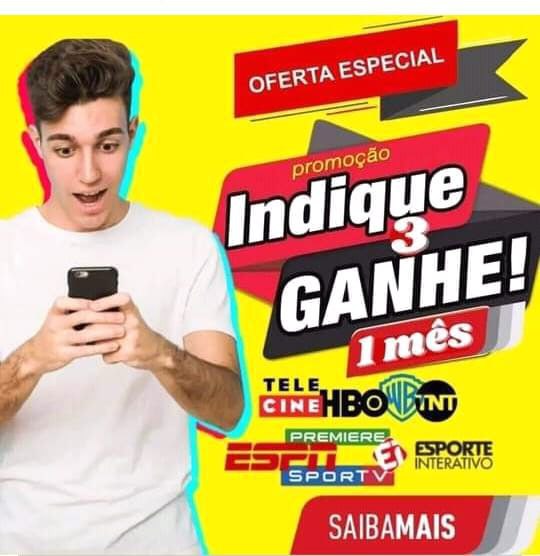 OFERTA ESPECIAL
promoção
Indique
3
GANHE!
1 mês
TELE
CINE
HBO
WB
TNT
PREMIERE
ESPN
SPORTV
Ei
ESPORTE
INTERATIVO
SAIBAMAIS